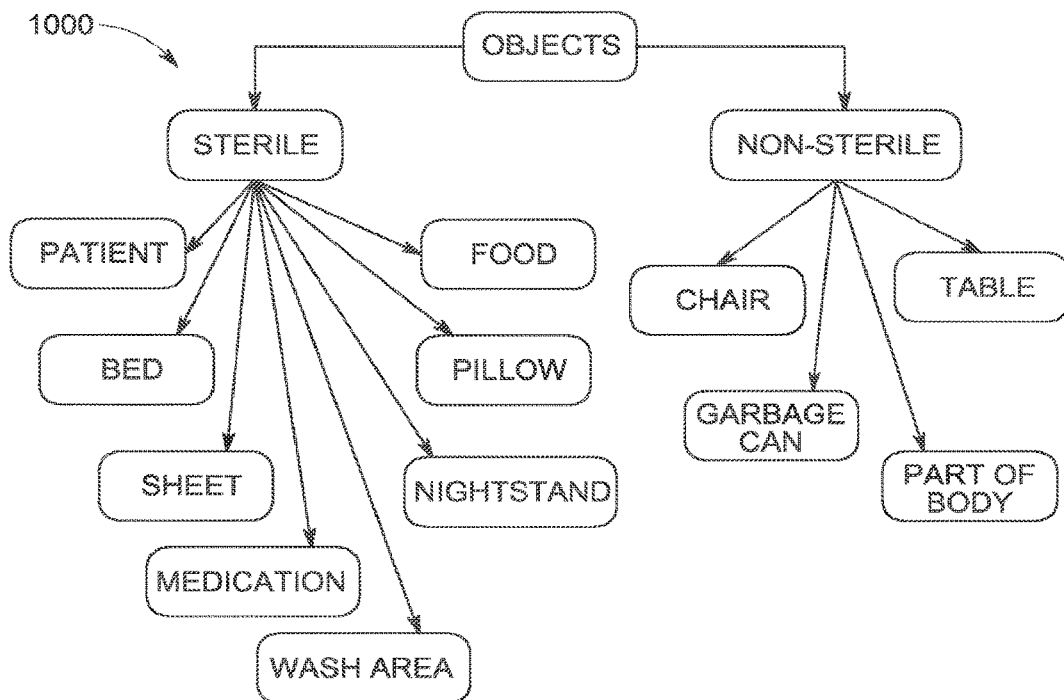 1000
OBJECTS
STERILE
NON-STERILE
PATIENT
FOOD
CHAIR
TABLE
BED
PILLOW
GARBAGE
CAN
SHEET
NIGHTSTAND
PART OF
BODY
MEDICATION
WASH AREA